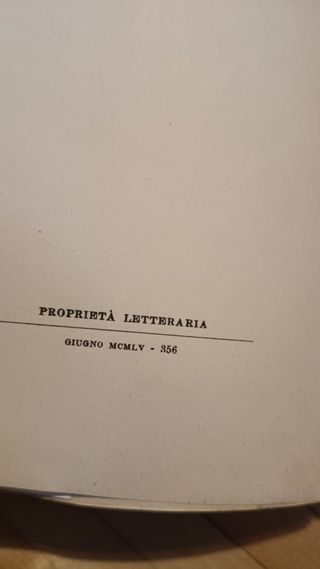 PROPRIETÀ LETTERARIA
GIUGNO MCMLV - 356